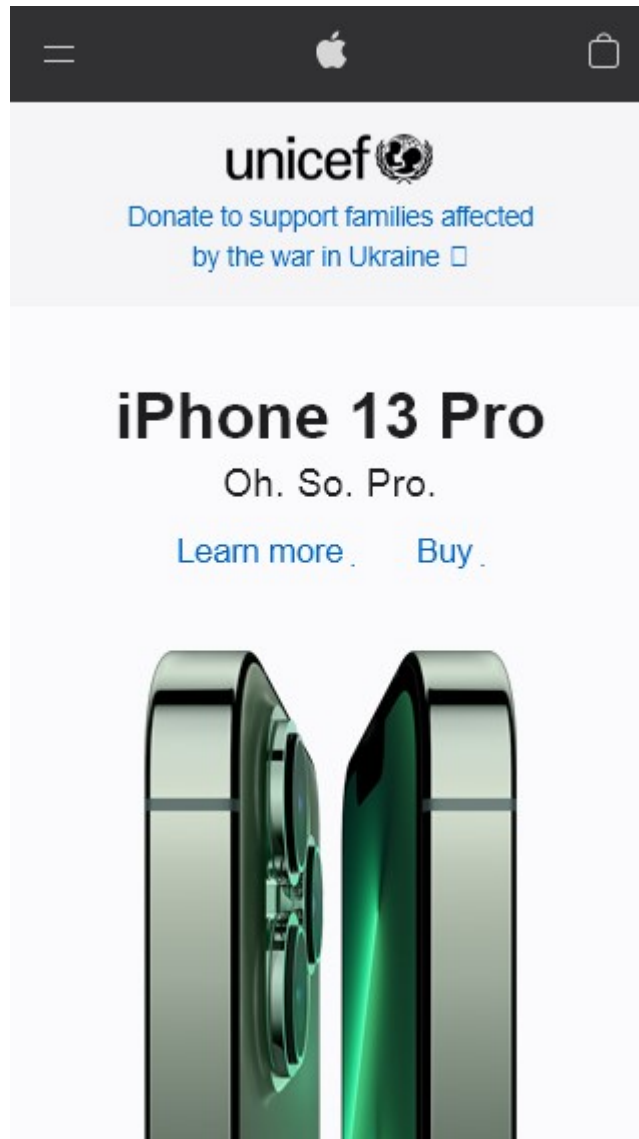 unicef
Donate to support families affected
by the war in Ukraine
iPhone 13 Pro
Oh. So. Pro.
Learn more
Buy